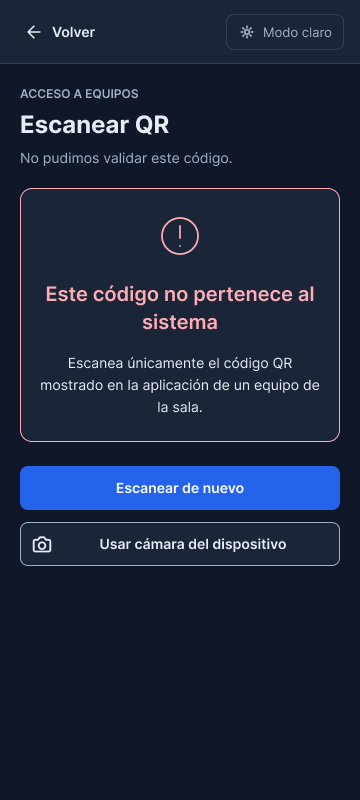 Volver
Modo claro
ACCESO A EQUIPOS
Escanear QR
No pudimos validar este código.
Este código no pertenece al
sistema
Escanea únicamente el código QR
mostrado en la aplicación de un equipo de
la sala.
Escanear de nuevo
Usar cámara del dispositivo